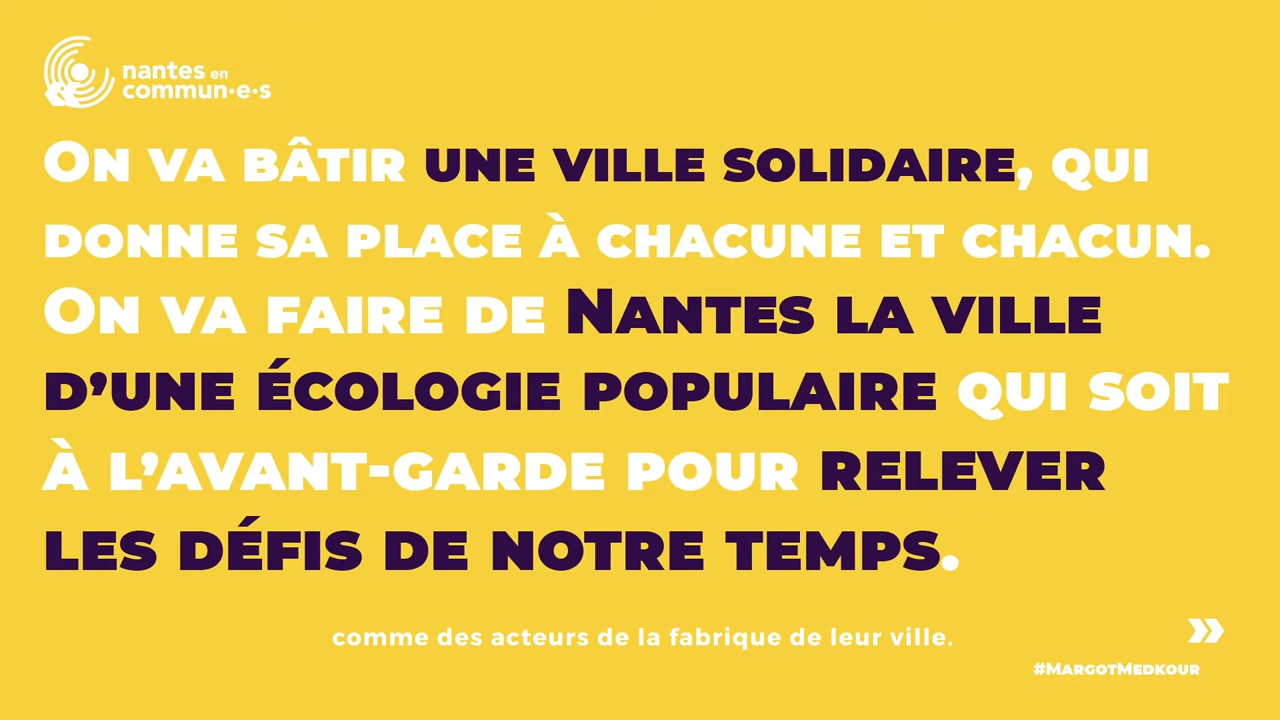 nantes en
commun·e·s
«
On va bâtir une ville solidaire, qui
donne sa place à chacune et chacun.
On va faire de Nantes la ville
d’une écologie populaire qui soit
à l’avant-garde pour relever
les défis de notre temps.
comme des acteurs de la fabrique de leur ville.
»
#MargotMedkour